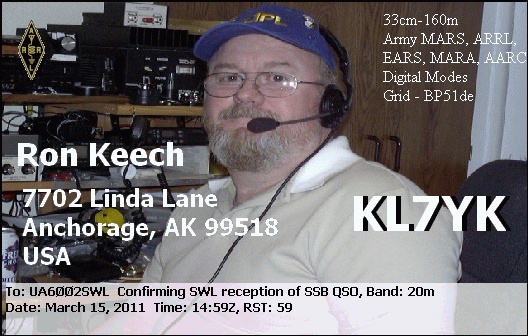 33cm-160m
Army MARS, ARRL,
EARS, MARA, AARC
Digital Modes
Grid - BP51de
JPL
Ron Keech
7702 Linda Lane
Anchorage, AK 99518
USA
KL7YK
To: UA6ØØ2SWL Confirming SWL reception of SSB QSO, Band: 20m
Date: March 15, 2011 Time: 14:59Z, RST: 59